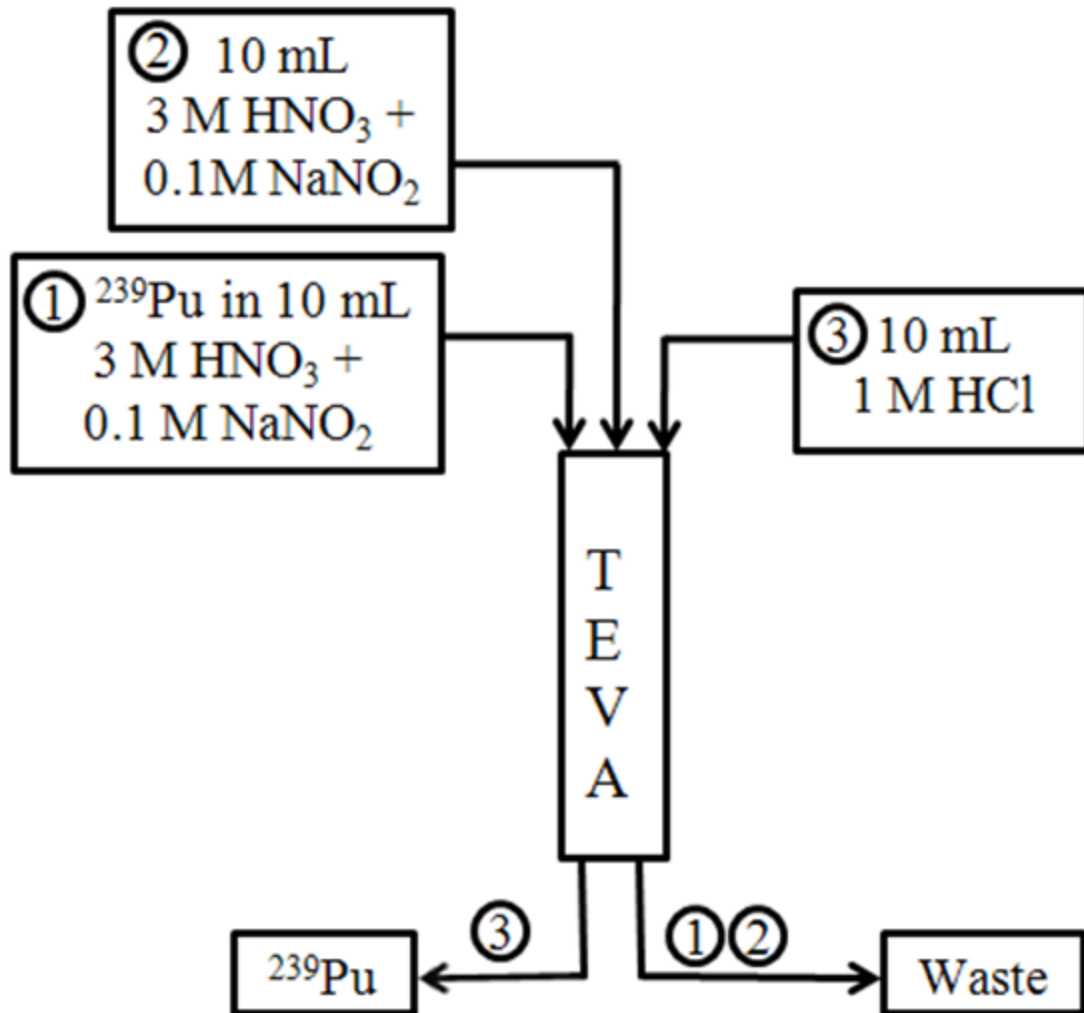 ② 10 mL
3 M HNO₃ +
0.1M NaNO₂
① ²³⁹Pu in 10 mL
3 M HNO₃ +
0.1 M NaNO₂
③ 10 mL
1 M HCl
T
E
V
A
③
①②
²³⁹Pu
Waste